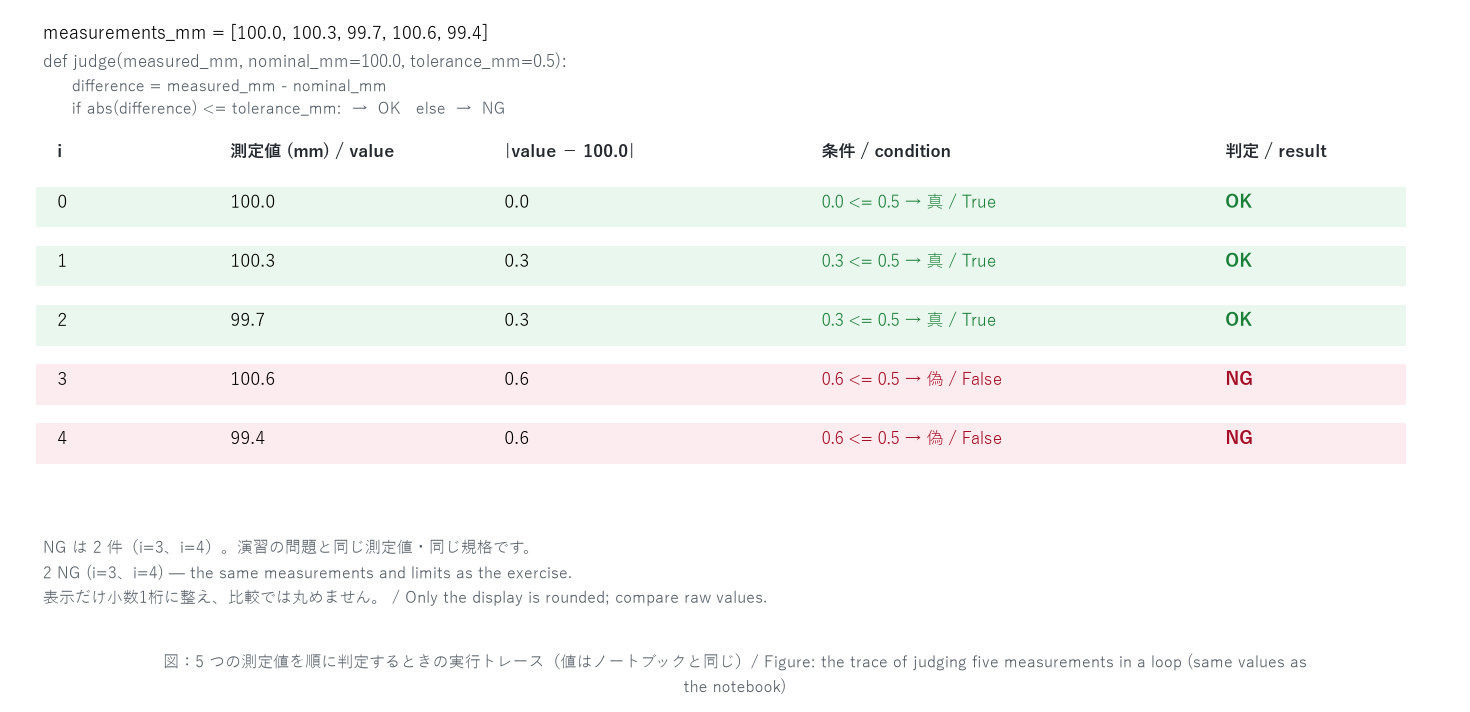 measurements_mm = [100.0, 100.3, 99.7, 100.6, 99.4]
def judge(measured_mm, nominal_mm=100.0, tolerance_mm=0.5):
difference = measured_mm - nominal_mm
if abs(difference) <= tolerance_mm: → OK else → NG
i 測定値 (mm) / value |value − 100.0| 条件 / condition 判定 / result
0 100.0 0.0 0.0 <= 0.5 → 真 / True OK
1 100.3 0.3 0.3 <= 0.5 → 真 / True OK
2 99.7 0.3 0.3 <= 0.5 → 真 / True OK
3 100.6 0.6 0.6 <= 0.5 → 偽 / False NG
4 99.4 0.6 0.6 <= 0.5 → 偽 / False NG
NG は 2 件（i=3、i=4）。演習の問題と同じ測定値・同じ規格です。
2 NG (i=3、i=4) — the same measurements and limits as the exercise.
表示だけ小数1桁に整え、比較では丸めません。 / Only the display is rounded; compare raw values.
図：5 つの測定値を順に判定するときの実行トレース（値はノートブックと同じ）/ Figure: the trace of judging five measurements in a loop (same values as
the notebook)